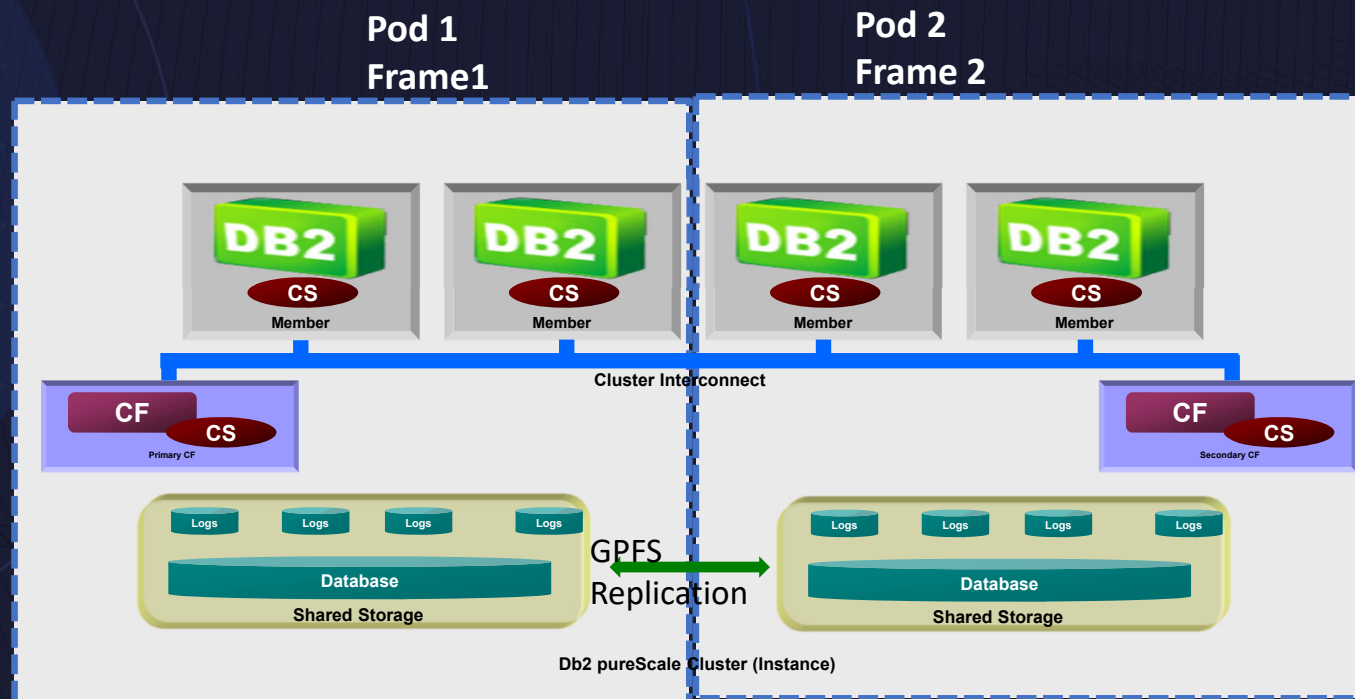 Pod 1
Frame1
Pod 2
Frame 2
DB2
CS
Member
DB2
CS
Member
DB2
CS
Member
DB2
CS
Member
Cluster Interconnect
CF
CS
Primary CF
CF
CS
Secondary CF
Logs
Logs
Logs
Logs
Database
Shared Storage
GPFS
Replication
Logs
Logs
Logs
Logs
Database
Shared Storage
Db2 pureScale Cluster (Instance)